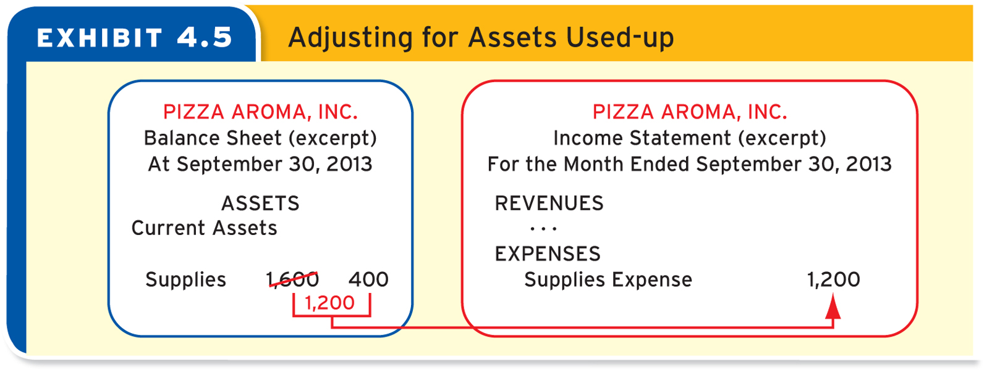 EXHIBIT 4.5
Adjusting for Assets Used-up
PIZZA AROMA, INC.
Balance Sheet (excerpt)
At September 30, 2013
ASSETS
Current Assets
Supplies 1,600 400
1,200
PIZZA AROMA, INC.
Income Statement (excerpt)
For the Month Ended September 30, 2013
REVENUES
...
EXPENSES
Supplies Expense 1,200